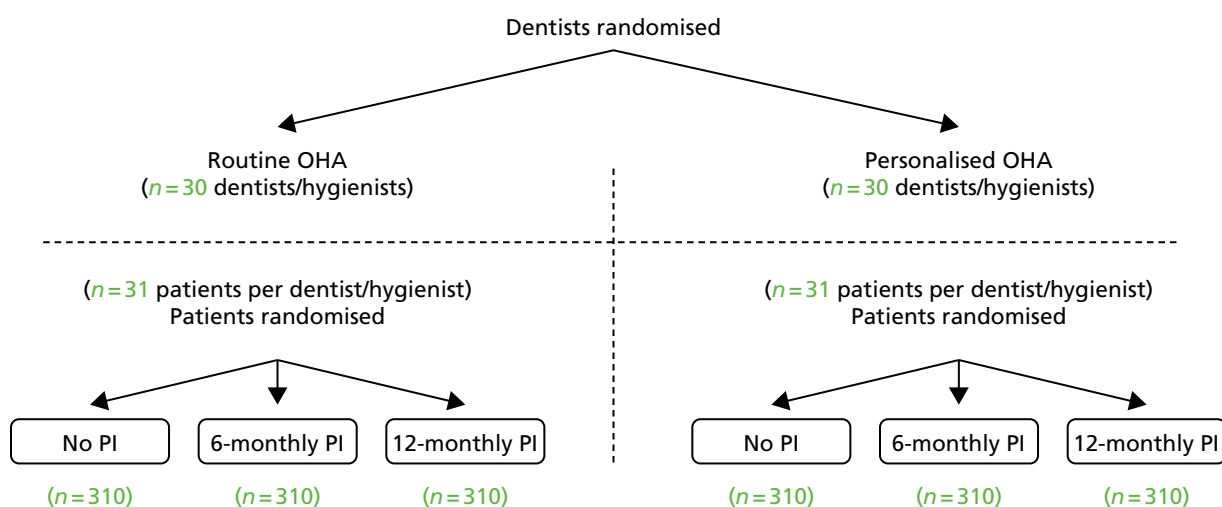 Dentists randomised
Routine OHA
(n=30 dentists/hygienists)
Personalised OHA
(n=30 dentists/hygienists)
(n=31 patients per dentist/hygienist)
Patients randomised
(n=31 patients per dentist/hygienist)
Patients randomised
No PI
6-monthly PI
12-monthly PI
No PI
6-monthly PI
12-monthly PI
(n=310)
(n=310)
(n=310)
(n=310)
(n=310)
(n=310)